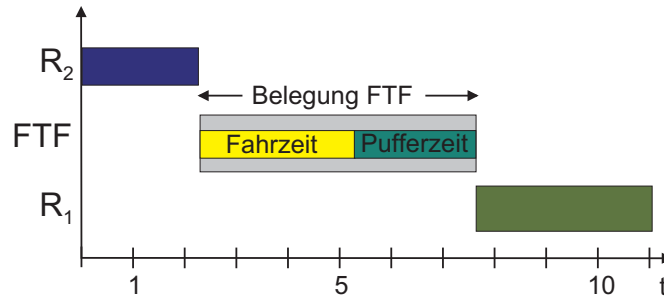 R₂
Belegung FTF
FTF
Fahrzeit
Pufferzeit
R₁
1
5
10
t